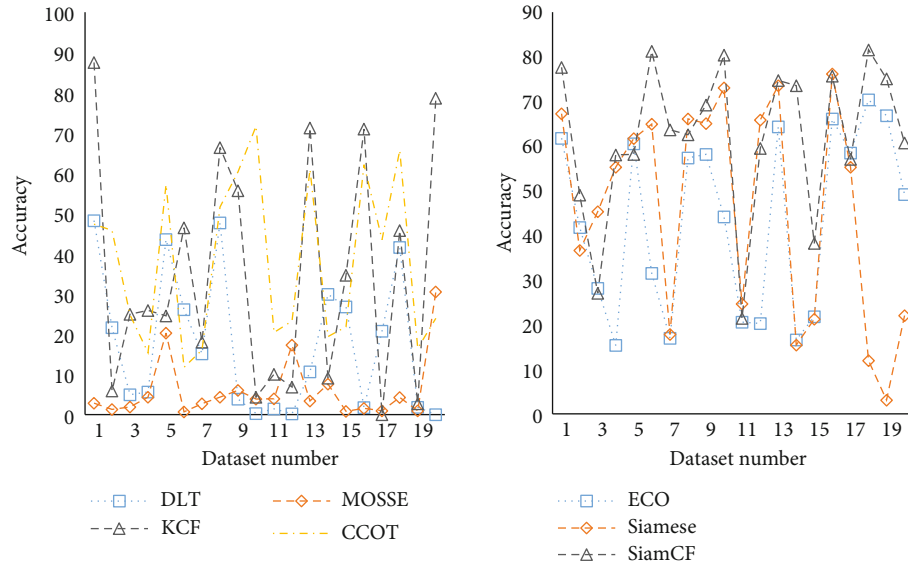 100
90
80
70
60
50
40
30
20
10
0
Accuracy
1 3 5 7 9 11 13 15 17 19
Dataset number
DLT MOSSE
KCF CCOT
90
80
70
60
50
40
30
20
10
0
Accuracy
1 3 5 7 9 11 13 15 17 19
Dataset number
ECO
Siamese
SiamCF